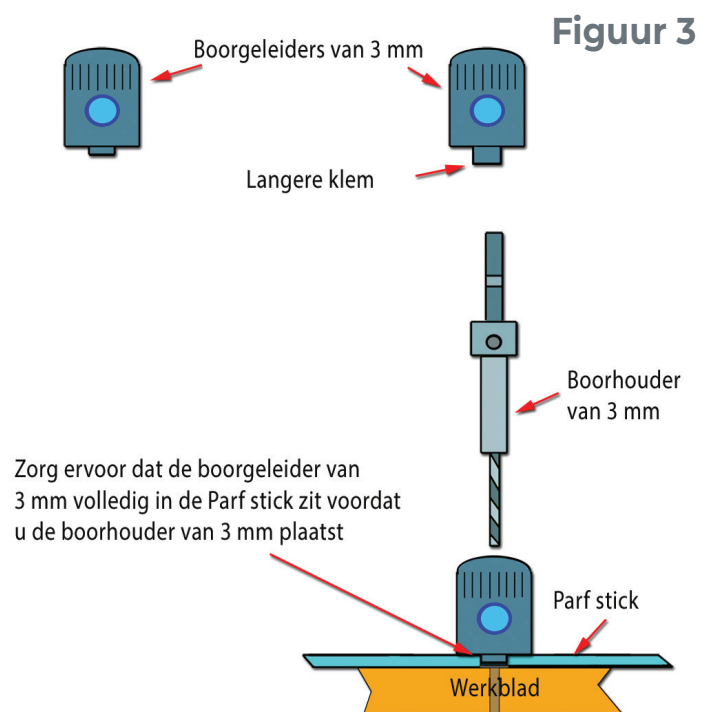 Figuur 3
Boorgeleiders van 3 mm
Langere klem
Boorhouder
van 3 mm
Zorg ervoor dat de boorgeleider van
3 mm volledig in de Parf stick zit voordat
u de boorhouder van 3 mm plaatst
Parf stick
Werkblad